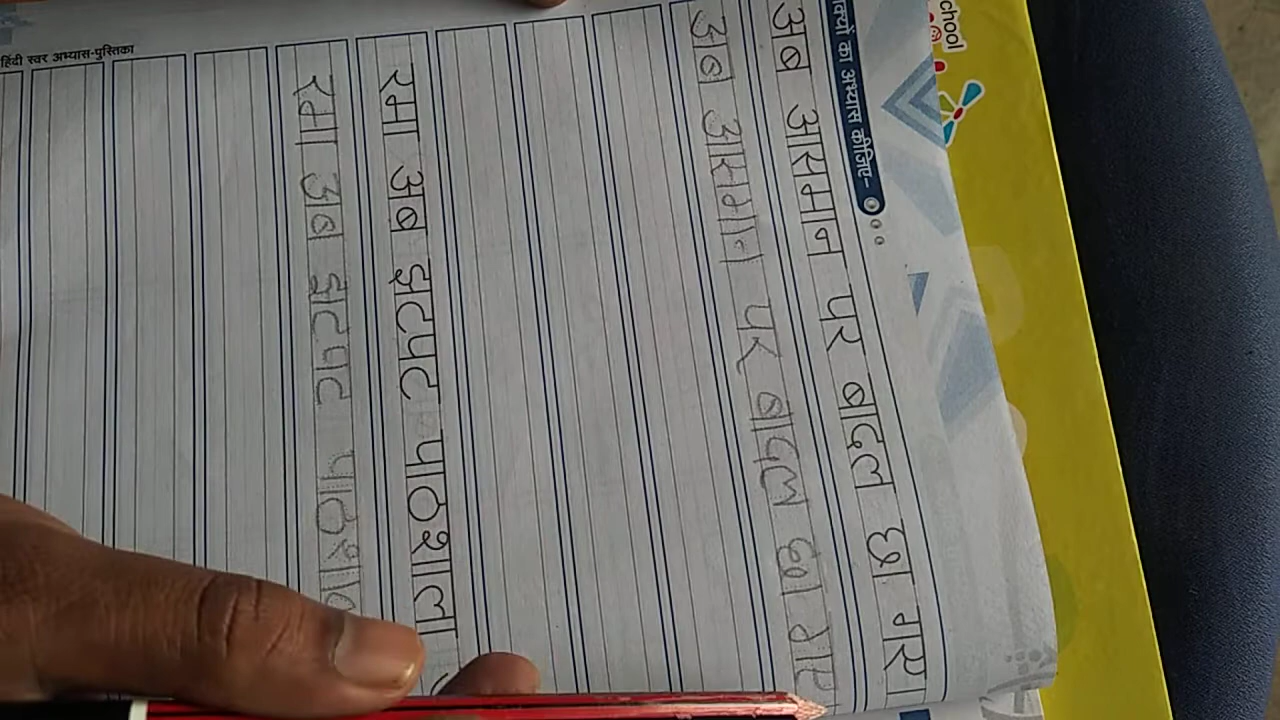 chool
क्यों का अभ्यास कीजिए-
अब आसमान पर बादल छा गए।
अब आसमान पर बादल छा गए
रमा अब झटपट पाठशाला
रमा अब झटपट पाठशाल
हिंदी स्वर अभ्यास-पुस्तिका